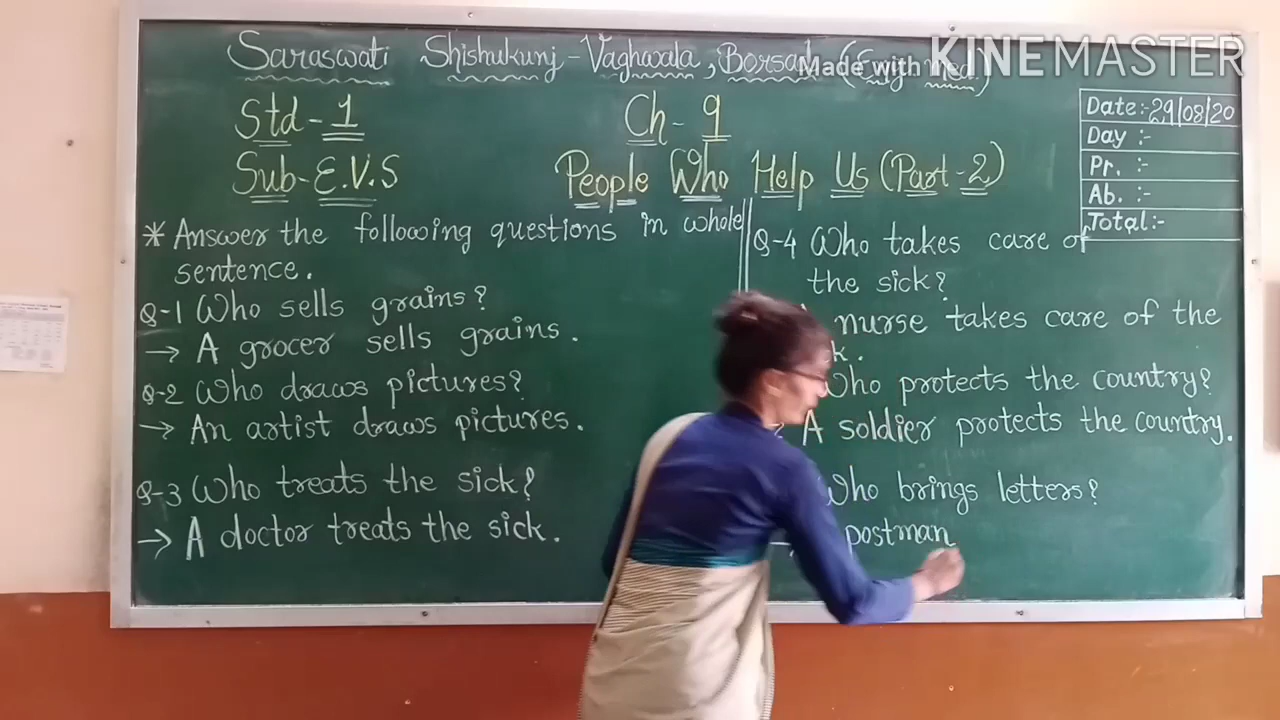 Saraswati Shishukunj-Vaghwala, Borsad (Eng. med.)
Made with KINEMASTER
Std-1
Ch-9
Sub-E.V.S
People Who Help Us (Part-2)
Date:-29/08/20
Day :-
Pr. :-
Ab. :-
Total:-
* Answer the following questions in whole
sentence.
Q-1 Who sells grains?
→ A grocer sells grains.
Q-2 Who draws pictures?
→ An artist draws pictures.
Q-3 Who treats the sick?
→ A doctor treats the sick.
Q-4 Who takes care of
the sick?
nurse takes care of the
k.
Who protects the country?
A soldier protects the country.
Who brings letters?
postman